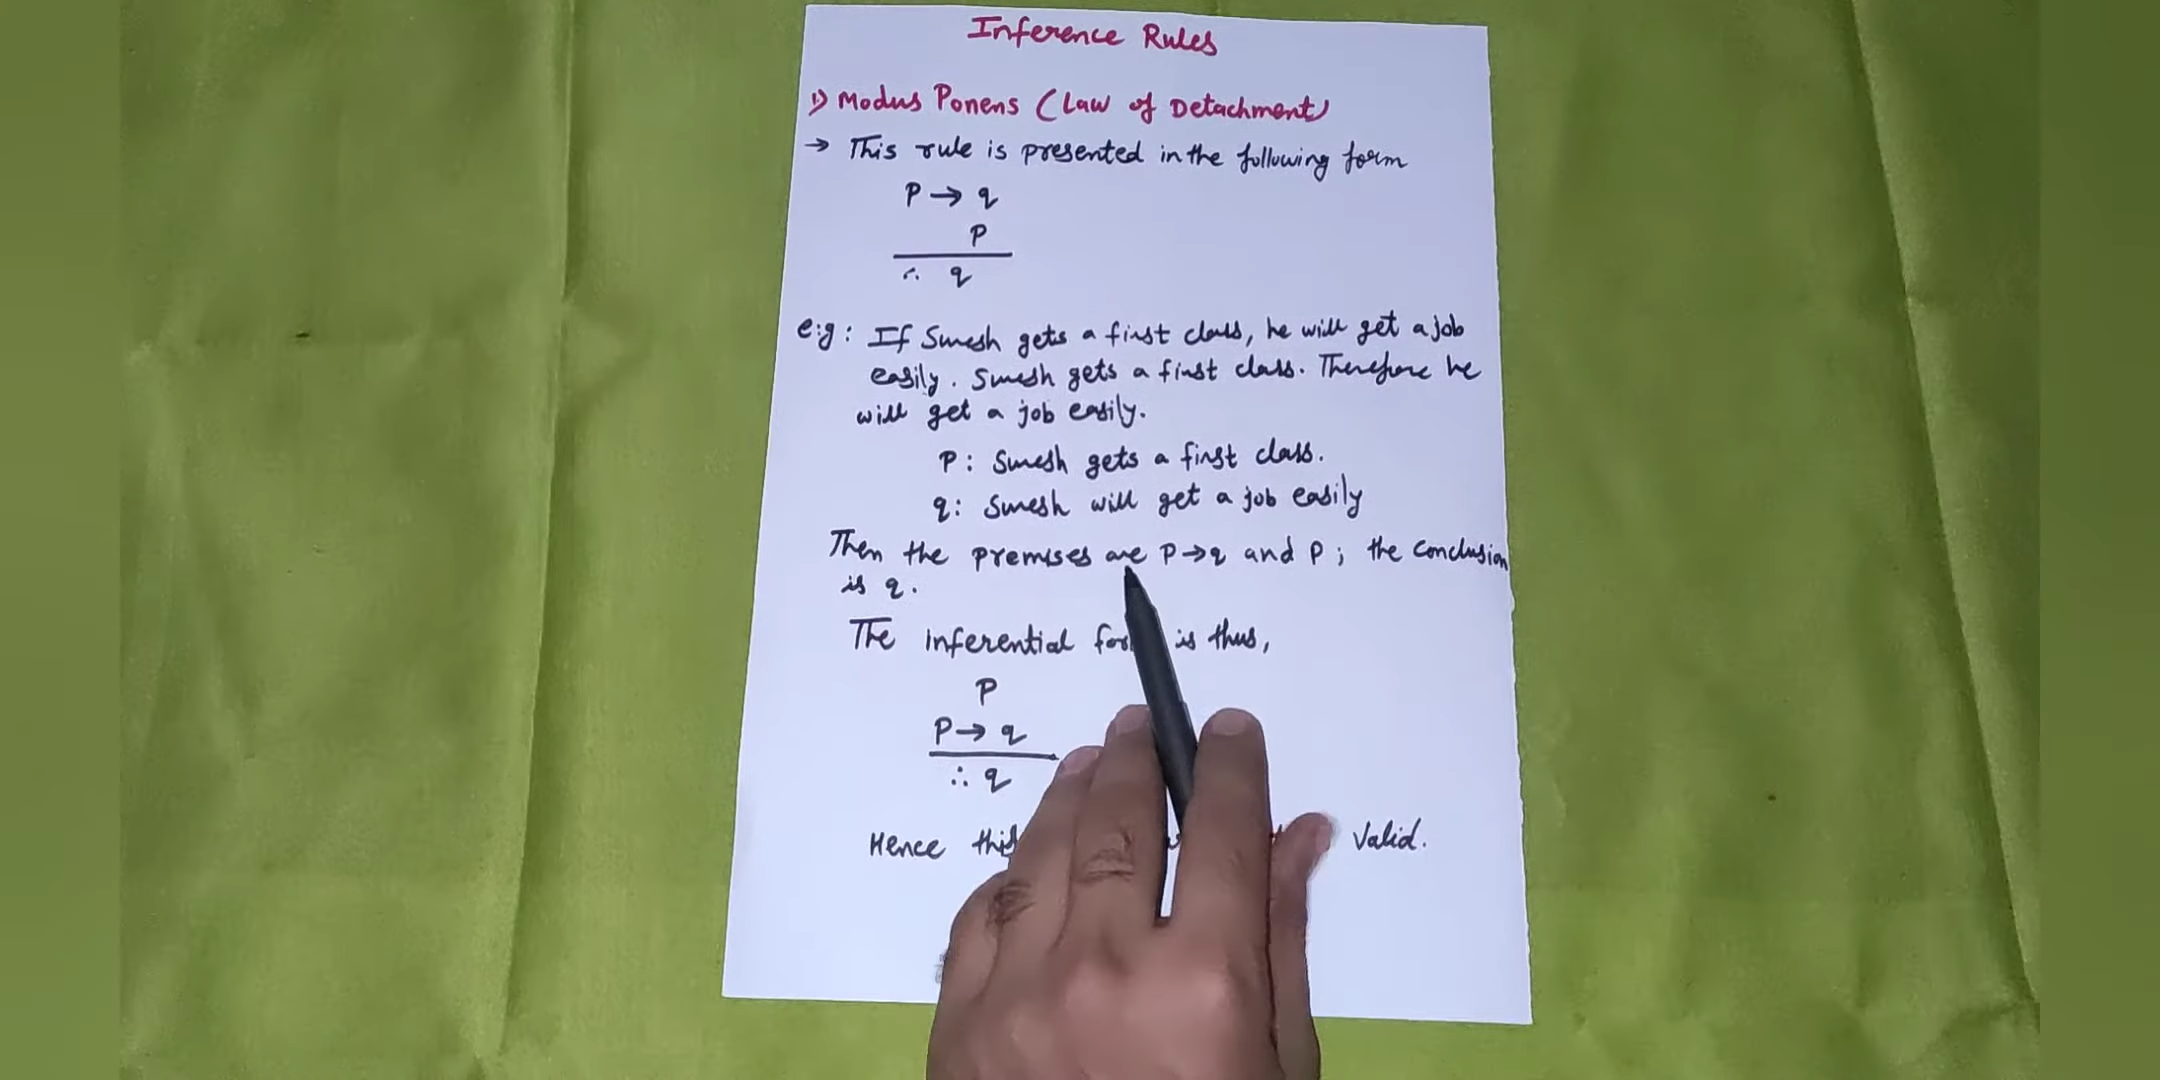 Inference Rules
1) Modus Ponens (Law of Detachment)
→ This rule is presented in the following form
P → q
P
∴ q
e.g: If Suresh gets a first class, he will get a job
easily. Suresh gets a first class. Therefore he
will get a job easily.
P: Suresh gets a first class.
q: Suresh will get a job easily
Then the premises are P→q and P; the conclusion
is q.
The inferential is thus,
P
P → q
∴ q
Hence this Valid.